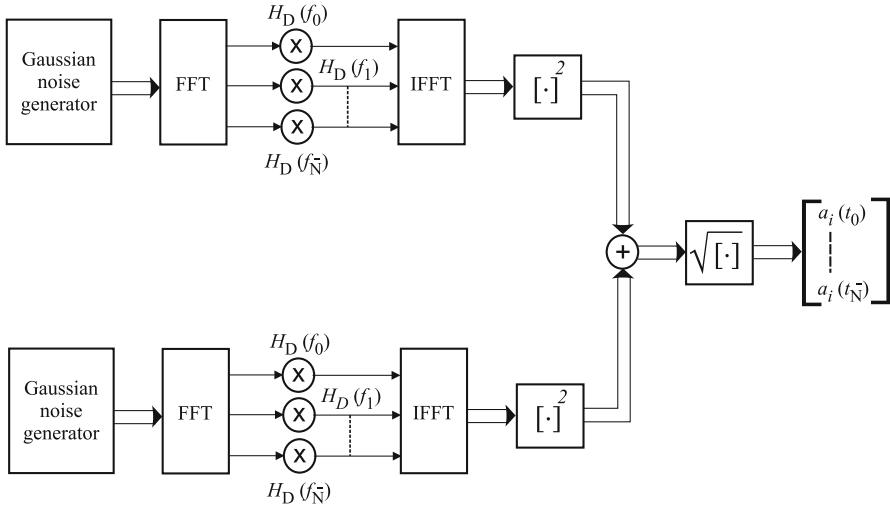 H_D (f_0)
Gaussian
noise
generator
FFT
X
H_D (f_1)
X
X
H_D (f_N̄)
IFFT
[·]^2
+
√[·]
a_i (t_0)
a_i (t_N̄)
H_D (f_0)
Gaussian
noise
generator
FFT
X
H_D (f_1)
X
X
H_D (f_N̄)
IFFT
[·]^2